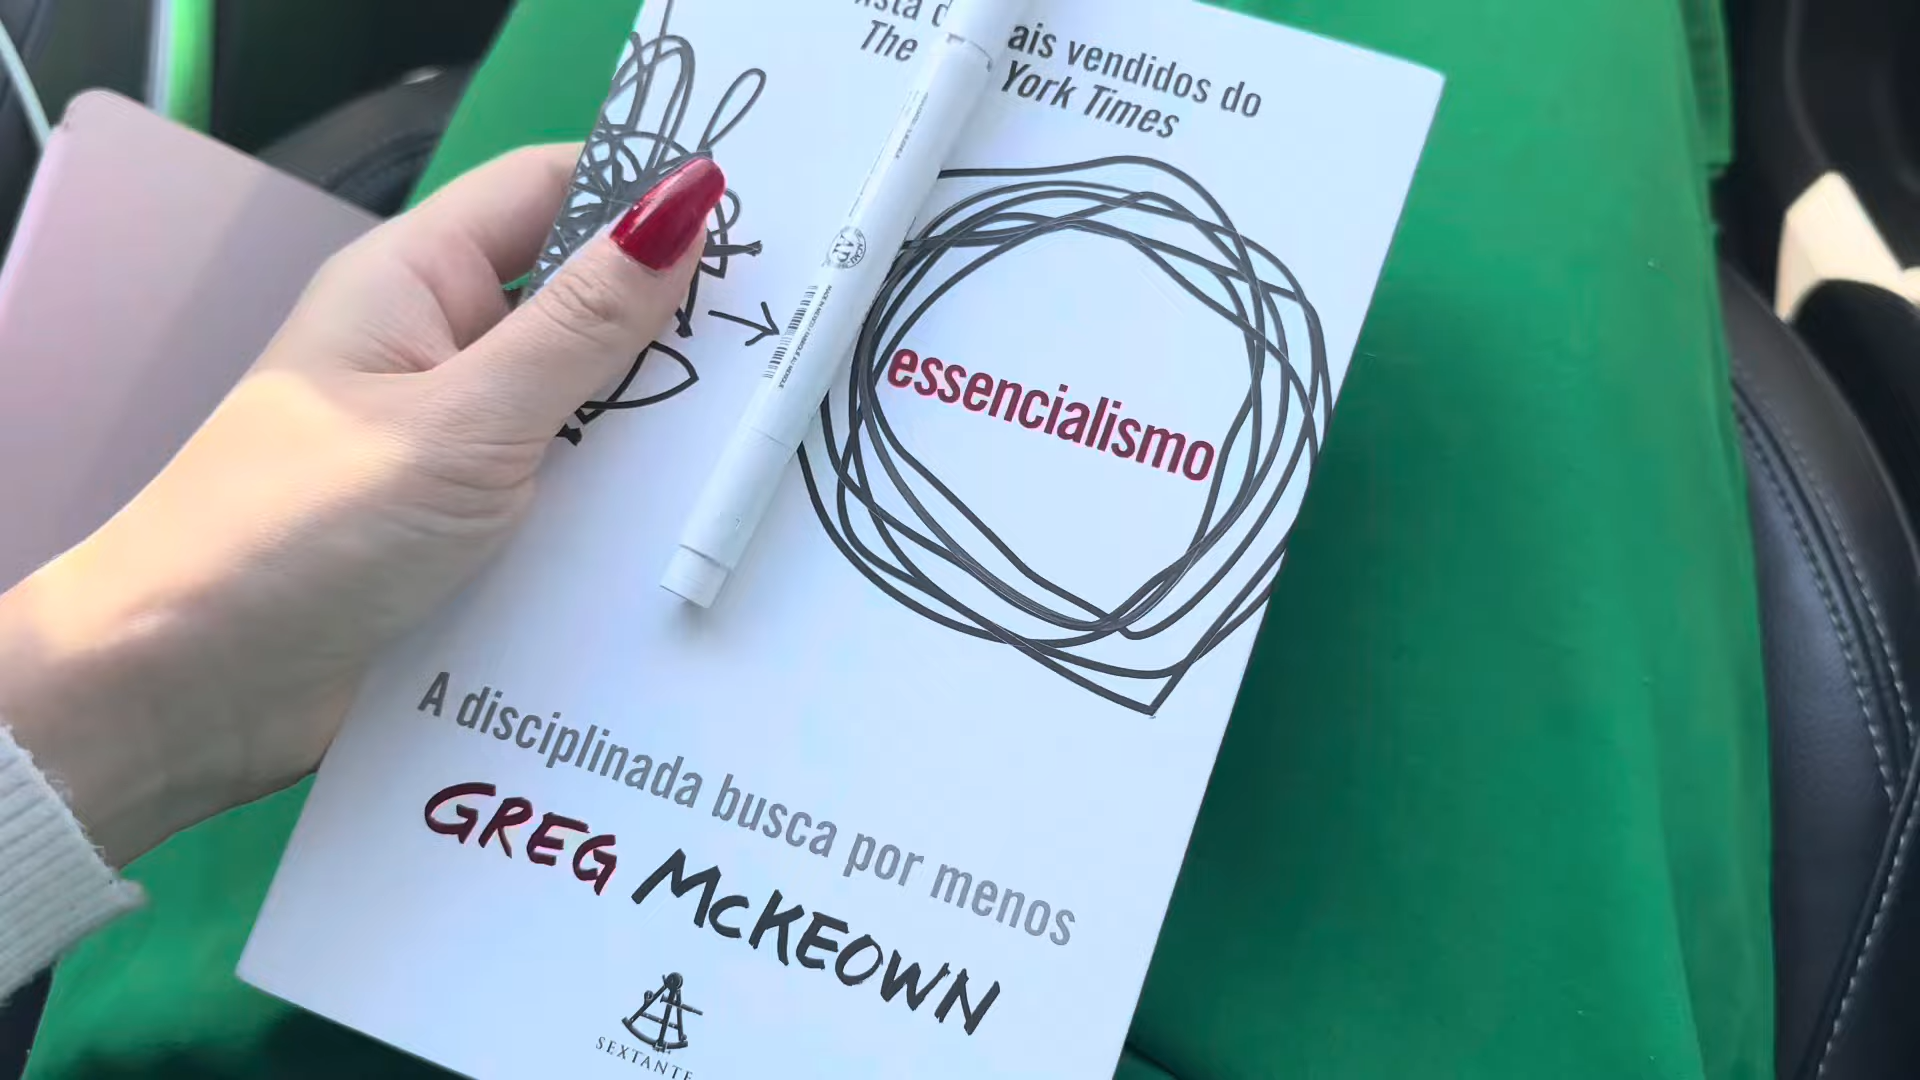 ais vendidos do
The York Times
essencialismo
A disciplinada busca por menos
GREG McKEOWN
SEXTANTE